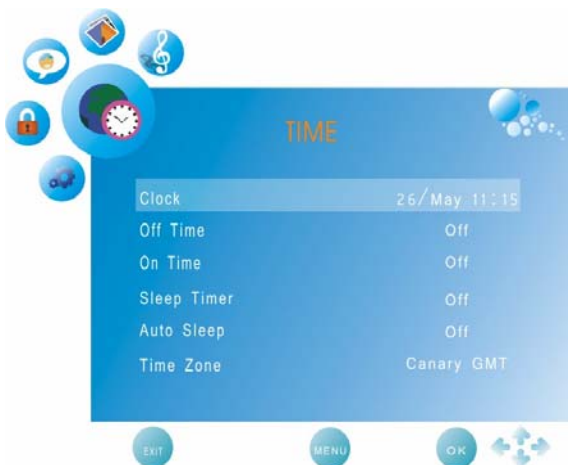 TIME
Clock 26/May 11:15
Off Time Off
On Time Off
Sleep Timer Off
Auto Sleep Off
Time Zone Canary GMT
EXIT MENU OK